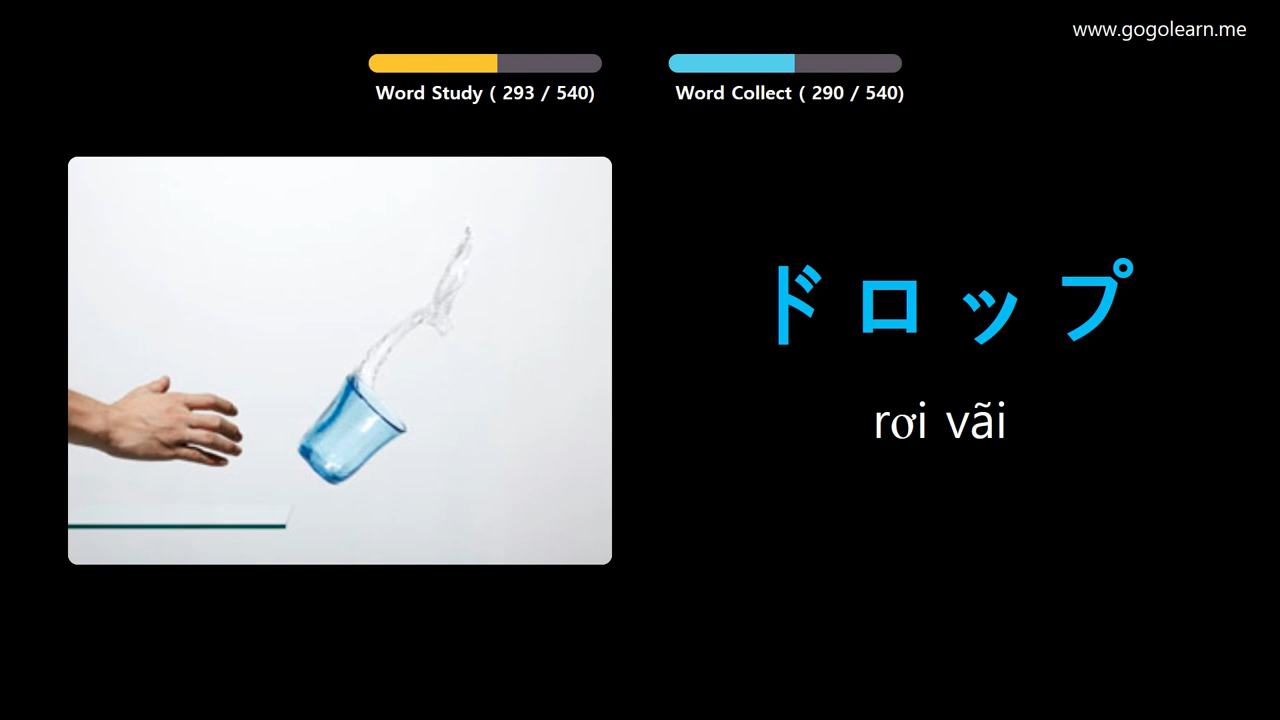 www.gogolearn.me
Word Study ( 293 / 540)
Word Collect ( 290 / 540)
ドロップ
rơi vãi